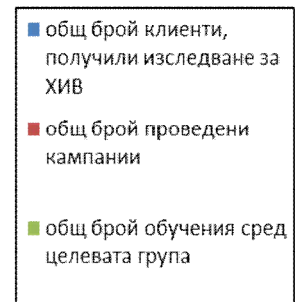 общ брой клиенти,
получили изследване за
ХИВ
общ брой проведени
кампании
общ брой обучения сред
целевата група